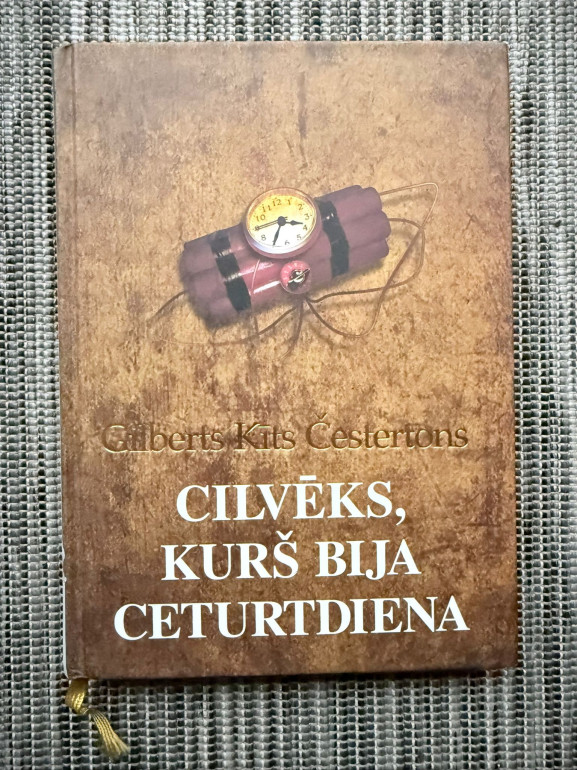 Gilberts Kīts Čestertons
CILVĒKS,
KURŠ BIJA
CETURTDIENA